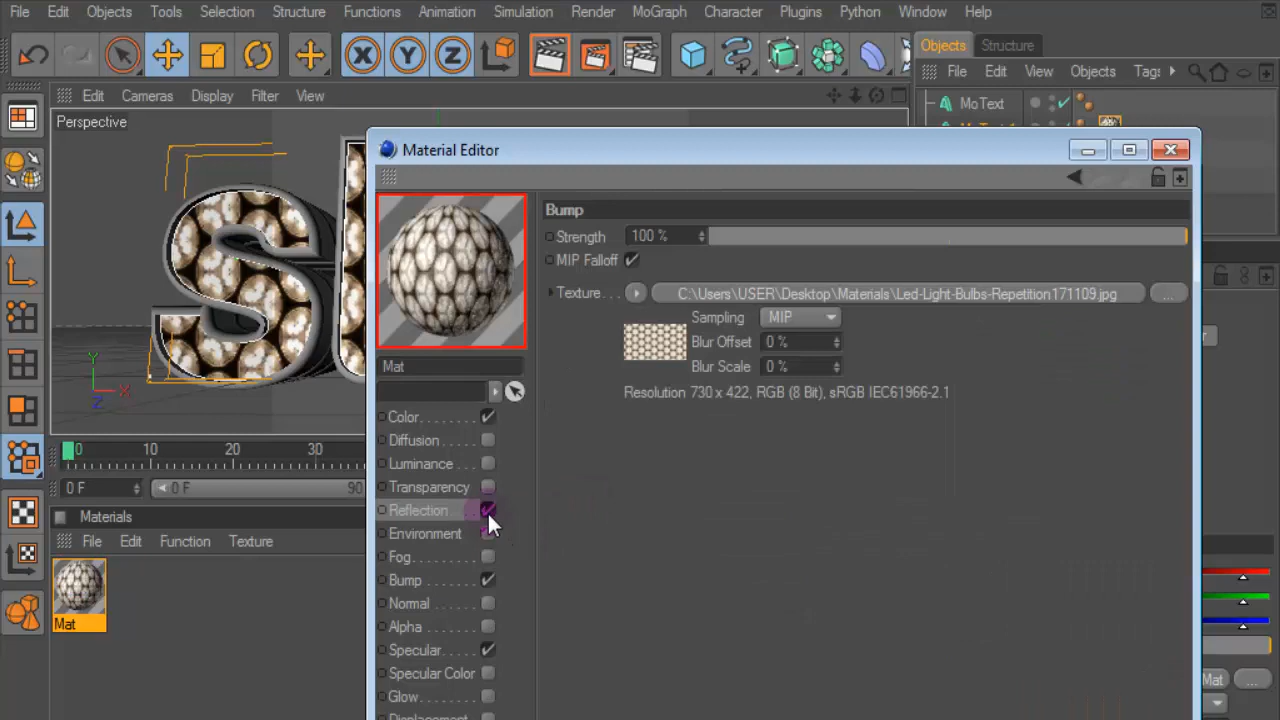 File Edit Objects Tools Selection Structure Functions Animation Simulation Render MoGraph Character Plugins Python Window Help
Objects Structure
File Edit View Objects Tags
Edit Cameras Display Filter View
Perspective
MoText
Material Editor
Bump
Strength 100 %
MIP Falloff
Texture. . . C:\Users\USER\Desktop\Materials\Led-Light-Bulbs-Repetition171109.jpg ...
Sampling MIP
Blur Offset 0 %
Blur Scale 0 %
Resolution 730 x 422, RGB (8 Bit), sRGB IEC61966-2.1
Mat
Color
Diffusion
Luminance
Transparency
Reflection
Environment
Fog
Bump
Normal
Alpha
Specular
Specular Color
Glow
Displacement
X Y Z
0 10 20 30
0 F 0 F 90
Materials
File Edit Function Texture
Mat
Mat ...